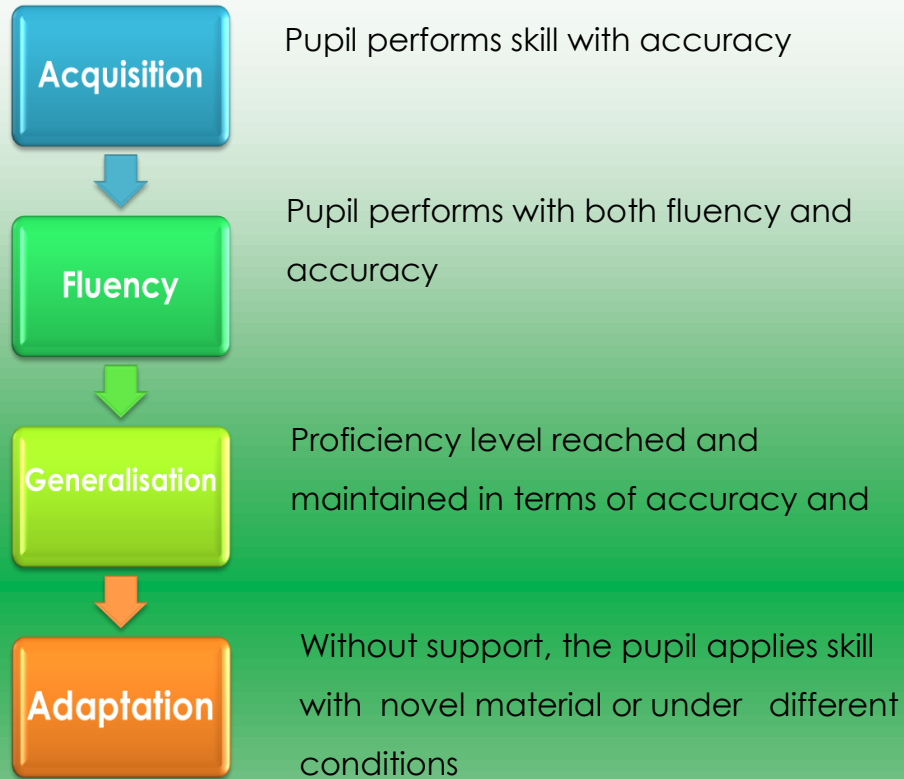 Acquisition
Pupil performs skill with accuracy
Fluency
Pupil performs with both fluency and
accuracy
Generalisation
Proficiency level reached and
maintained in terms of accuracy and
Adaptation
Without support, the pupil applies skill
with novel material or under different
conditions